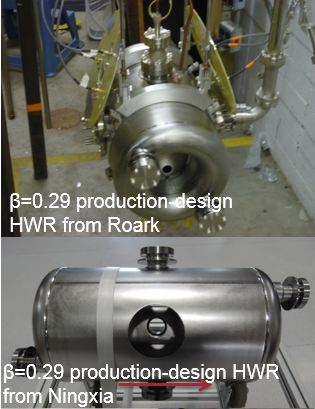 β=0.29 production-design
HWR from Roark
β=0.29 production-design HWR
from Ningxia